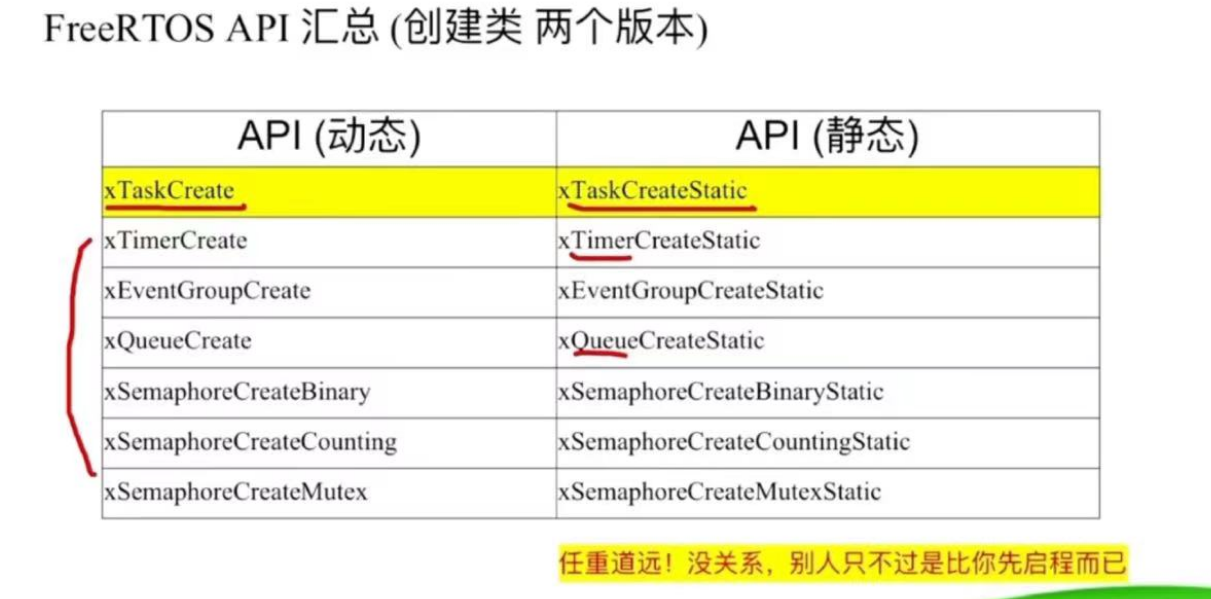 FreeRTOS API 汇总 (创建类 两个版本)
API (动态) API (静态)
xTaskCreate xTaskCreateStatic
xTimerCreate xTimerCreateStatic
xEventGroupCreate xEventGroupCreateStatic
xQueueCreate xQueueCreateStatic
xSemaphoreCreateBinary xSemaphoreCreateBinaryStatic
xSemaphoreCreateCounting xSemaphoreCreateCountingStatic
xSemaphoreCreateMutex xSemaphoreCreateMutexStatic
任重道远！没关系，别人只不过是比你先启程而已